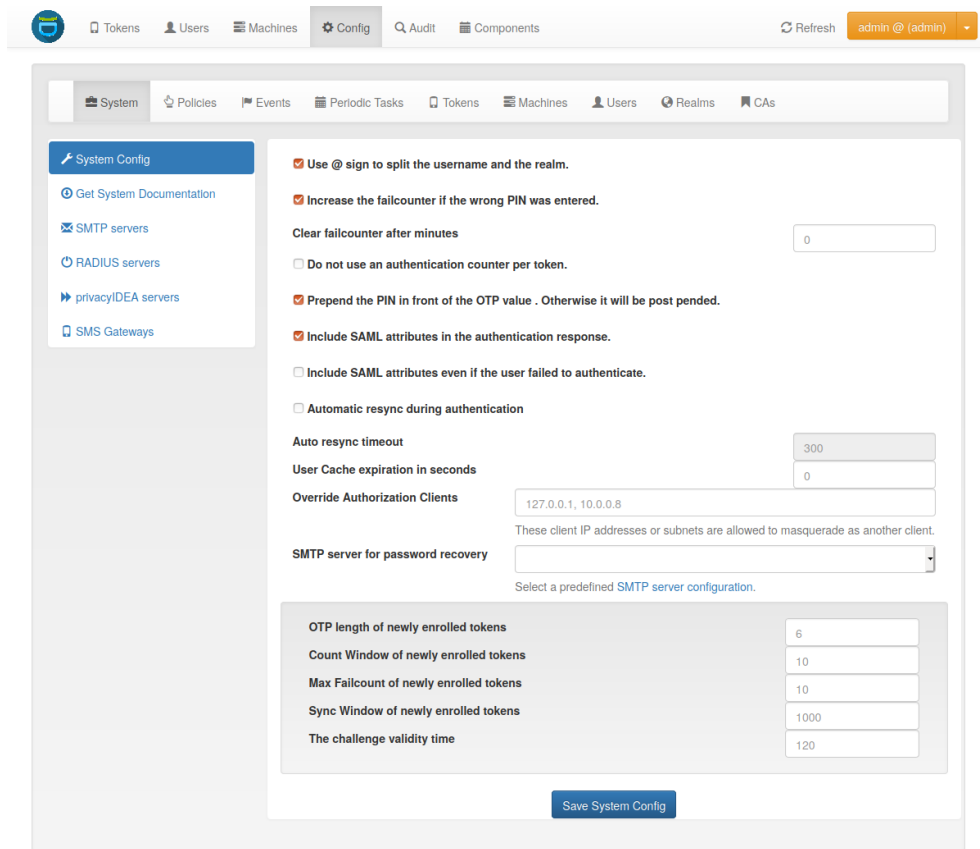 Tokens Users Machines Config Audit Components Refresh admin @ (admin)
System Policies Events Periodic Tasks Tokens Machines Users Realms CAs
System Config
Get System Documentation
SMTP servers
RADIUS servers
privacyIDEA servers
SMS Gateways
Use @ sign to split the username and the realm.
Increase the failcounter if the wrong PIN was entered.
Clear failcounter after minutes 0
Do not use an authentication counter per token.
Prepend the PIN in front of the OTP value . Otherwise it will be post pended.
Include SAML attributes in the authentication response.
Include SAML attributes even if the user failed to authenticate.
Automatic resync during authentication
Auto resync timeout 300
User Cache expiration in seconds 0
Override Authorization Clients 127.0.0.1, 10.0.0.8
These client IP addresses or subnets are allowed to masquerade as another client.
SMTP server for password recovery
Select a predefined SMTP server configuration.
OTP length of newly enrolled tokens 6
Count Window of newly enrolled tokens 10
Max Failcount of newly enrolled tokens 10
Sync Window of newly enrolled tokens 1000
The challenge validity time 120
Save System Config